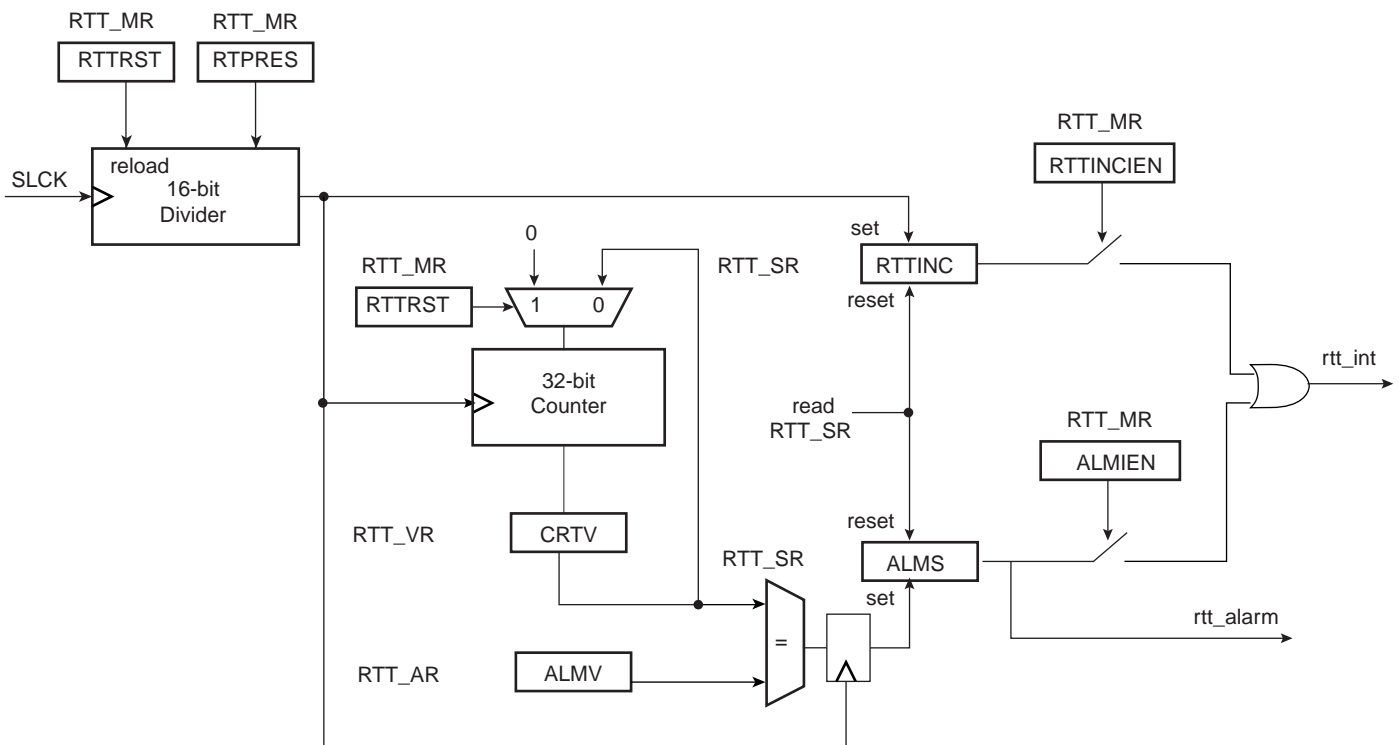 RTT_MR
RTT_MR
RTTRST
RTPRES
RTT_MR
RTTINCIEN
reload
SLCK
16-bit
Divider
0
set
RTT_MR
RTT_SR
RTTINC
RTTRST
1
0
reset
32-bit
Counter
rtt_int
read
RTT_SR
RTT_MR
ALMIEN
reset
RTT_VR
CRTV
RTT_SR
ALMS
set
rtt_alarm
=
RTT_AR
ALMV